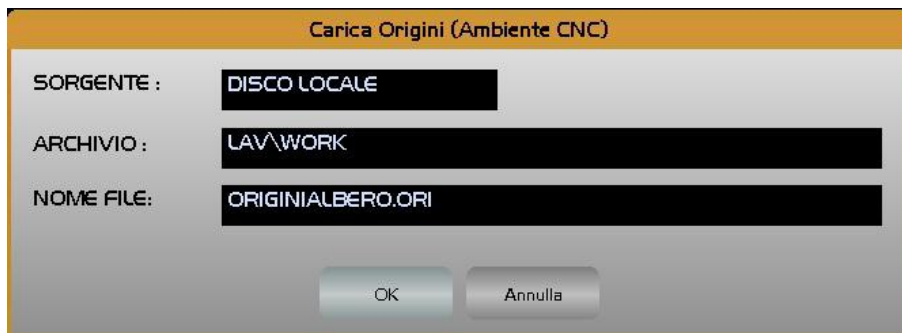 Carica Origini (Ambiente CNC)
SORGENTE : DISCO LOCALE
ARCHIVIO : LAV\WORK
NOME FILE: ORIGINIALBERO.ORI
OK Annulla